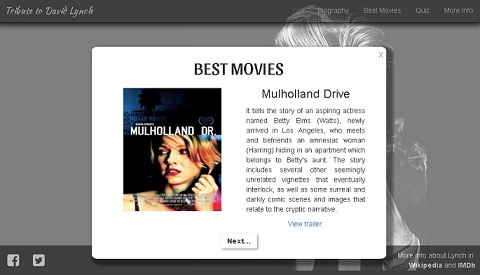 Tribute to David Lynch
Biography Best Movies Quiz More Info
x
BEST MOVIES
MULHOLLAND DR.
Mulholland Drive
It tells the story of an aspiring actress
named Betty Elms (Watts), newly
arrived in Los Angeles, who meets
and befriends an amnesiac woman
(Harring) hiding in an apartment which
belongs to Betty's aunt. The story
includes several other seemingly
unrelated vignettes that eventually
interlock, as well as some surreal and
darkly comic scenes and images that
relate to the cryptic narrative.
View trailer.
Next...
More info about Lynch in
Wikipedia and IMDb